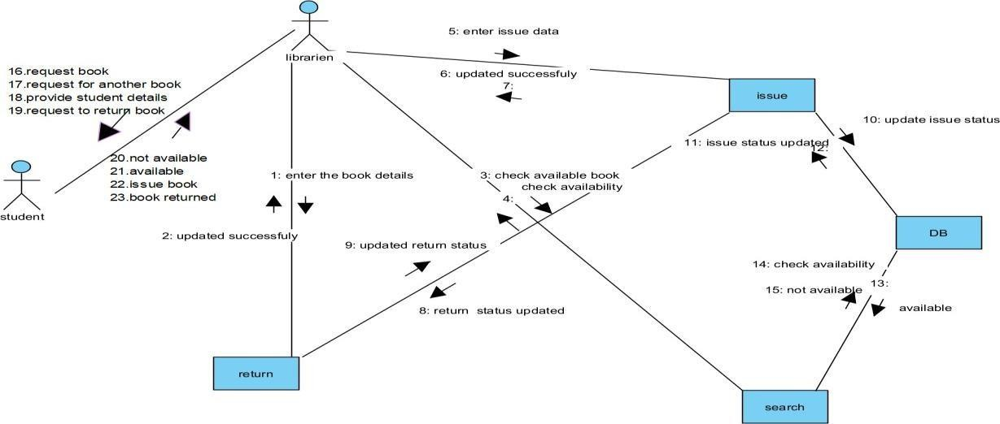 librarien
5: enter issue data
6: updated successfuly
7:
16.request book
17.request for another book
18.provide student details
19.request to return book
issue
10: update issue status
11: issue status updated
12:
20.not available
21.available
22.issue book
23.book returned
student
1: enter the book details
3: check available book
check availability
4:
2: updated successfuly
DB
9: updated return status
14: check availability
13:
15: not available
available
8: return status updated
return
search